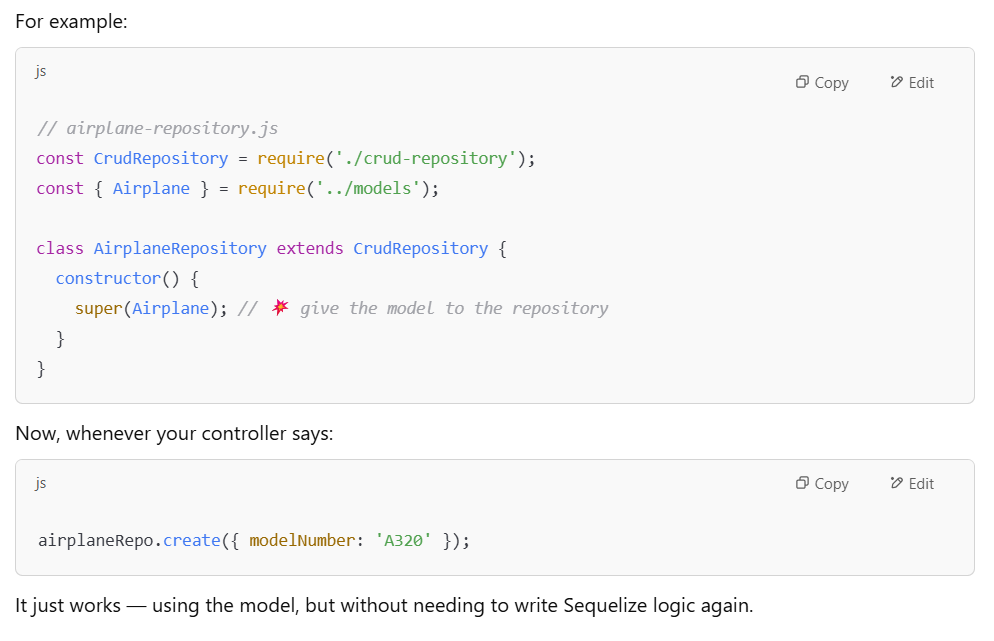 For example:
js
Copy
Edit
// airplane-repository.js
const CrudRepository = require('./crud-repository');
const { Airplane } = require('../models');
class AirplaneRepository extends CrudRepository {
constructor() {
super(Airplane); // 💥 give the model to the repository
}
}
Now, whenever your controller says:
js
Copy
Edit
airplaneRepo.create({ modelNumber: 'A320' });
It just works — using the model, but without needing to write Sequelize logic again.